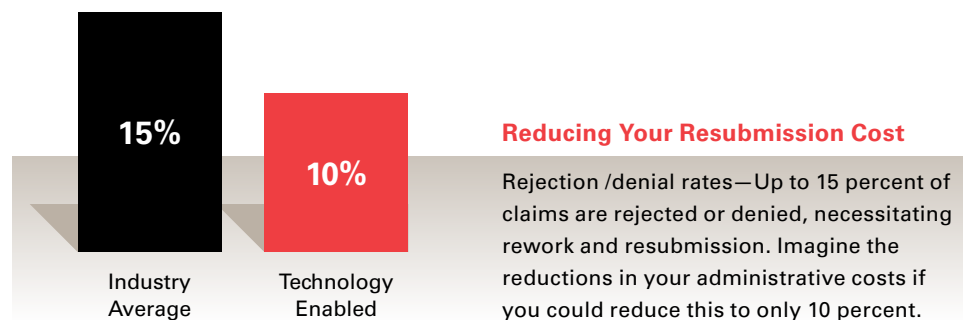 15%
10%
Industry
Average
Technology
Enabled
Reducing Your Resubmission Cost
Rejection /denial rates—Up to 15 percent of
claims are rejected or denied, necessitating
rework and resubmission. Imagine the
reductions in your administrative costs if
you could reduce this to only 10 percent.